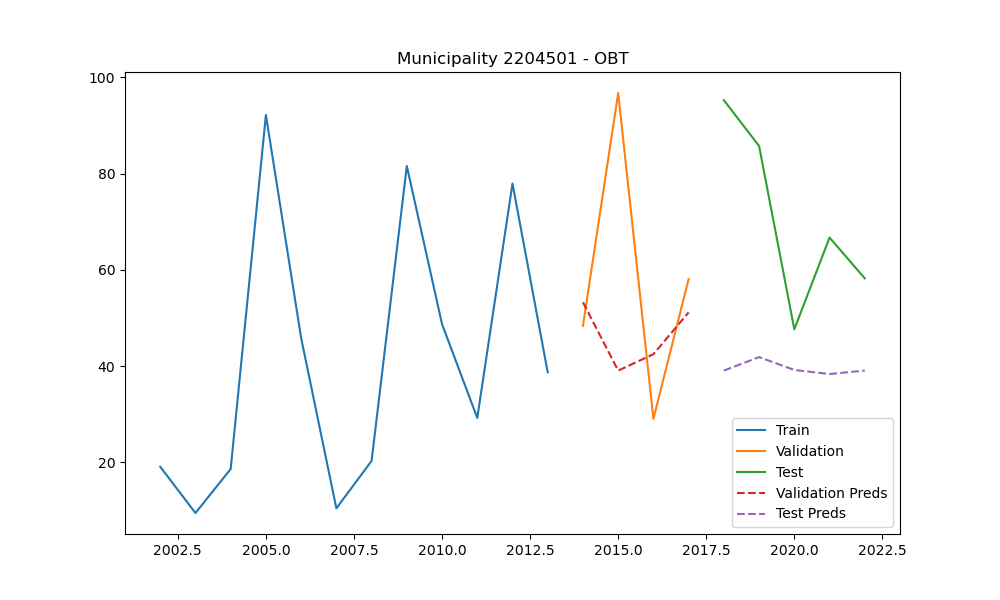 Municipality 2204501 - OBT
100
80
60
40
20
2002.5 2005.0 2007.5 2010.0 2012.5 2015.0 2017.5 2020.0 2022.5
Train
Validation
Test
Validation Preds
Test Preds